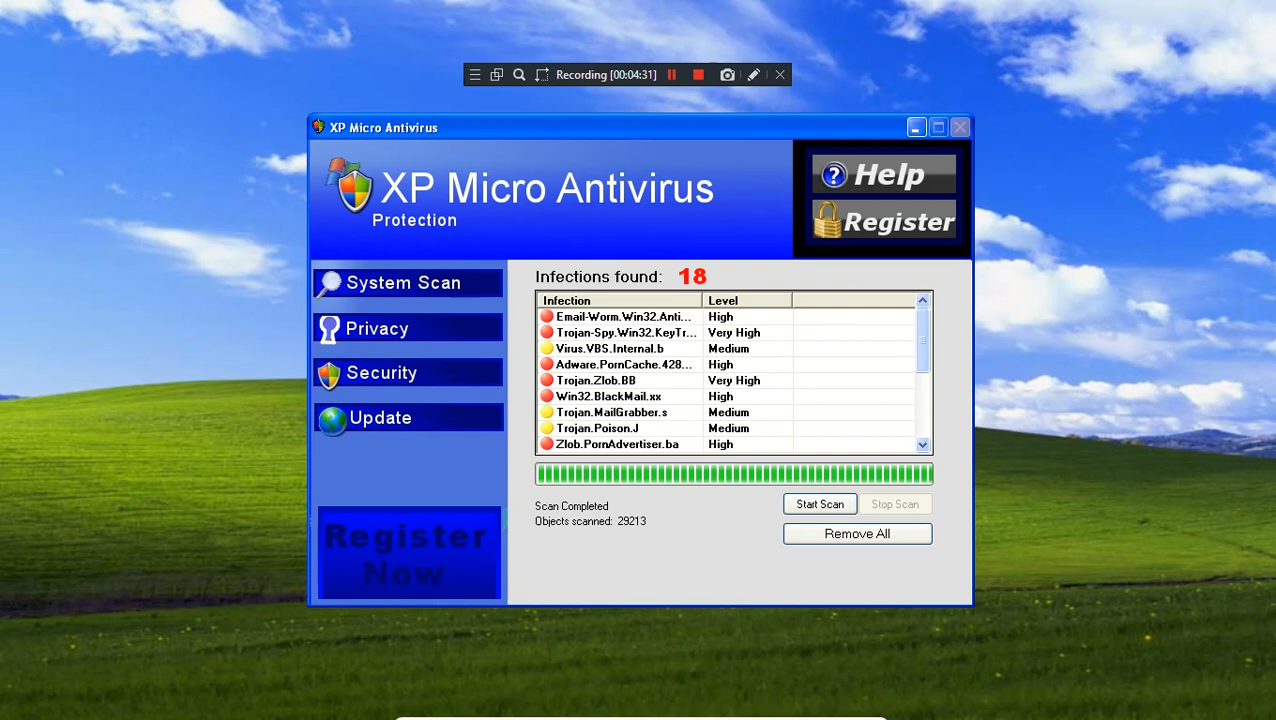 Recording [00:04:31]
XP Micro Antivirus
XP Micro Antivirus
Protection
Help
Register
System Scan
Privacy
Security
Update
Register
Now
Infections found: 18
Infection Level
Email-Worm.Win32.Anti... High
Trojan-Spy.Win32.KeyTr... Very High
Virus.VBS.Internal.b Medium
Adware.PornCache.428... High
Trojan.Zlob.BB Very High
Win32.BlackMail.xx High
Trojan.MailGrabber.s Medium
Trojan.Poison.J Medium
Zlob.PornAdvertiser.ba High
Scan Completed
Objects scanned: 29213
Start Scan Stop Scan
Remove All